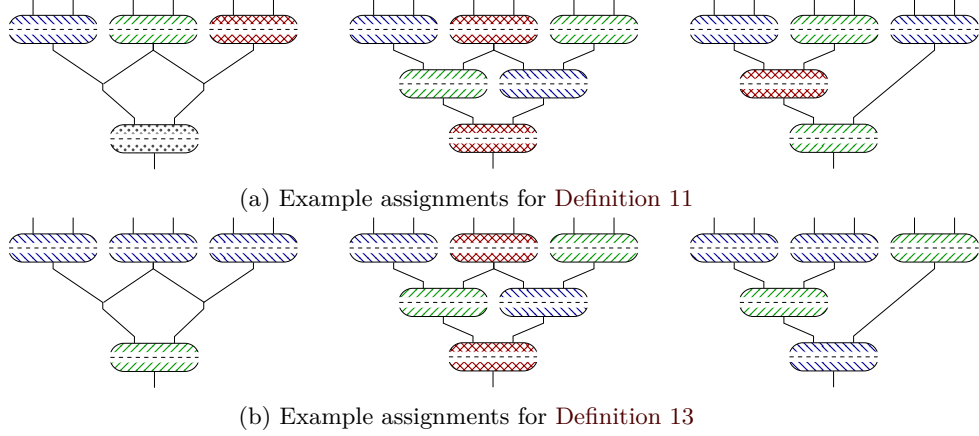 (a) Example assignments for Definition 11
(b) Example assignments for Definition 13